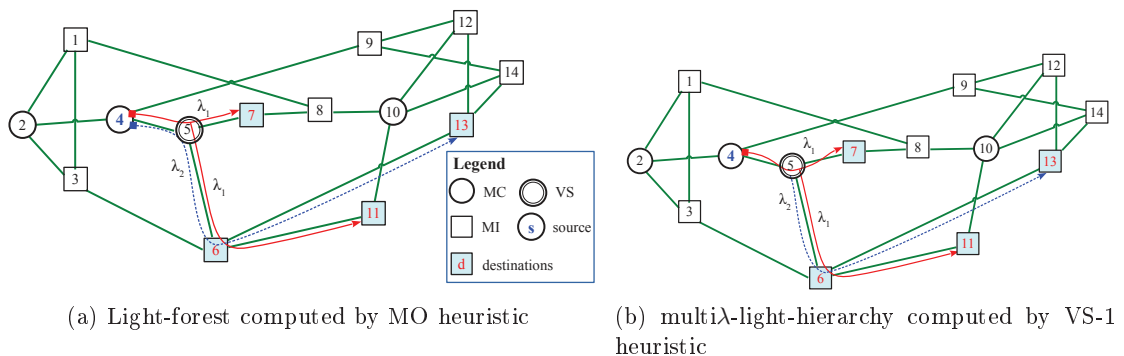 1
2
3
4
5
6
7
8
9
10
11
12
13
14
λ1
λ2
λ1
Legend
MC
VS
MI
s source
d destinations
(a) Light-forest computed by MO heuristic
1
2
3
4
5
6
7
8
9
10
11
12
13
14
λ1
λ2
λ1
(b) multiλ-light-hierarchy computed by VS-1
heuristic